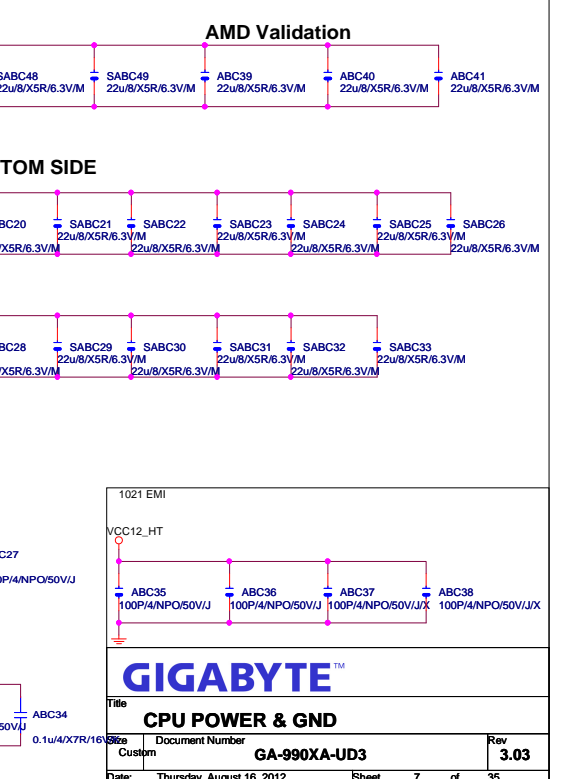 AMD Validation
SABC48 SABC49 ABC39 ABC40 ABC41
22u/8/X5R/6.3V/M 22u/8/X5R/6.3V/M 22u/8/X5R/6.3V/M 22u/8/X5R/6.3V/M 22u/8/X5R/6.3V/M
TOM SIDE
BC20 SABC21 SABC22 SABC23 SABC24 SABC25 SABC26
22u/8/X5R/6.3V/M 22u/8/X5R/6.3V/M 22u/8/X5R/6.3V/M
/X5R/6.3V/M 22u/8/X5R/6.3V/M 22u/8/X5R/6.3V/M 22u/8/X5R/6.3V/M
BC28 SABC29 SABC30 SABC31 SABC32 SABC33
22u/8/X5R/6.3V/M 22u/8/X5R/6.3V/M 22u/8/X5R/6.3V/M
/X5R/6.3V/M 22u/8/X5R/6.3V/M 22u/8/X5R/6.3V/M
1021 EMI
VCC12_HT
C27
0P/4/NPO/50V/J
ABC35 ABC36 ABC37 ABC38
100P/4/NPO/50V/J 100P/4/NPO/50V/J 100P/4/NPO/50V/J/X 100P/4/NPO/50V/J/X
GIGABYTE™
Title
CPU POWER & GND
ABC34
50V/J
0.1u/4/X7R/16V/K
Size Document Number Rev
Custom GA-990XA-UD3 3.03
Date: Thursday, August 16, 2012 Sheet 7 of 35